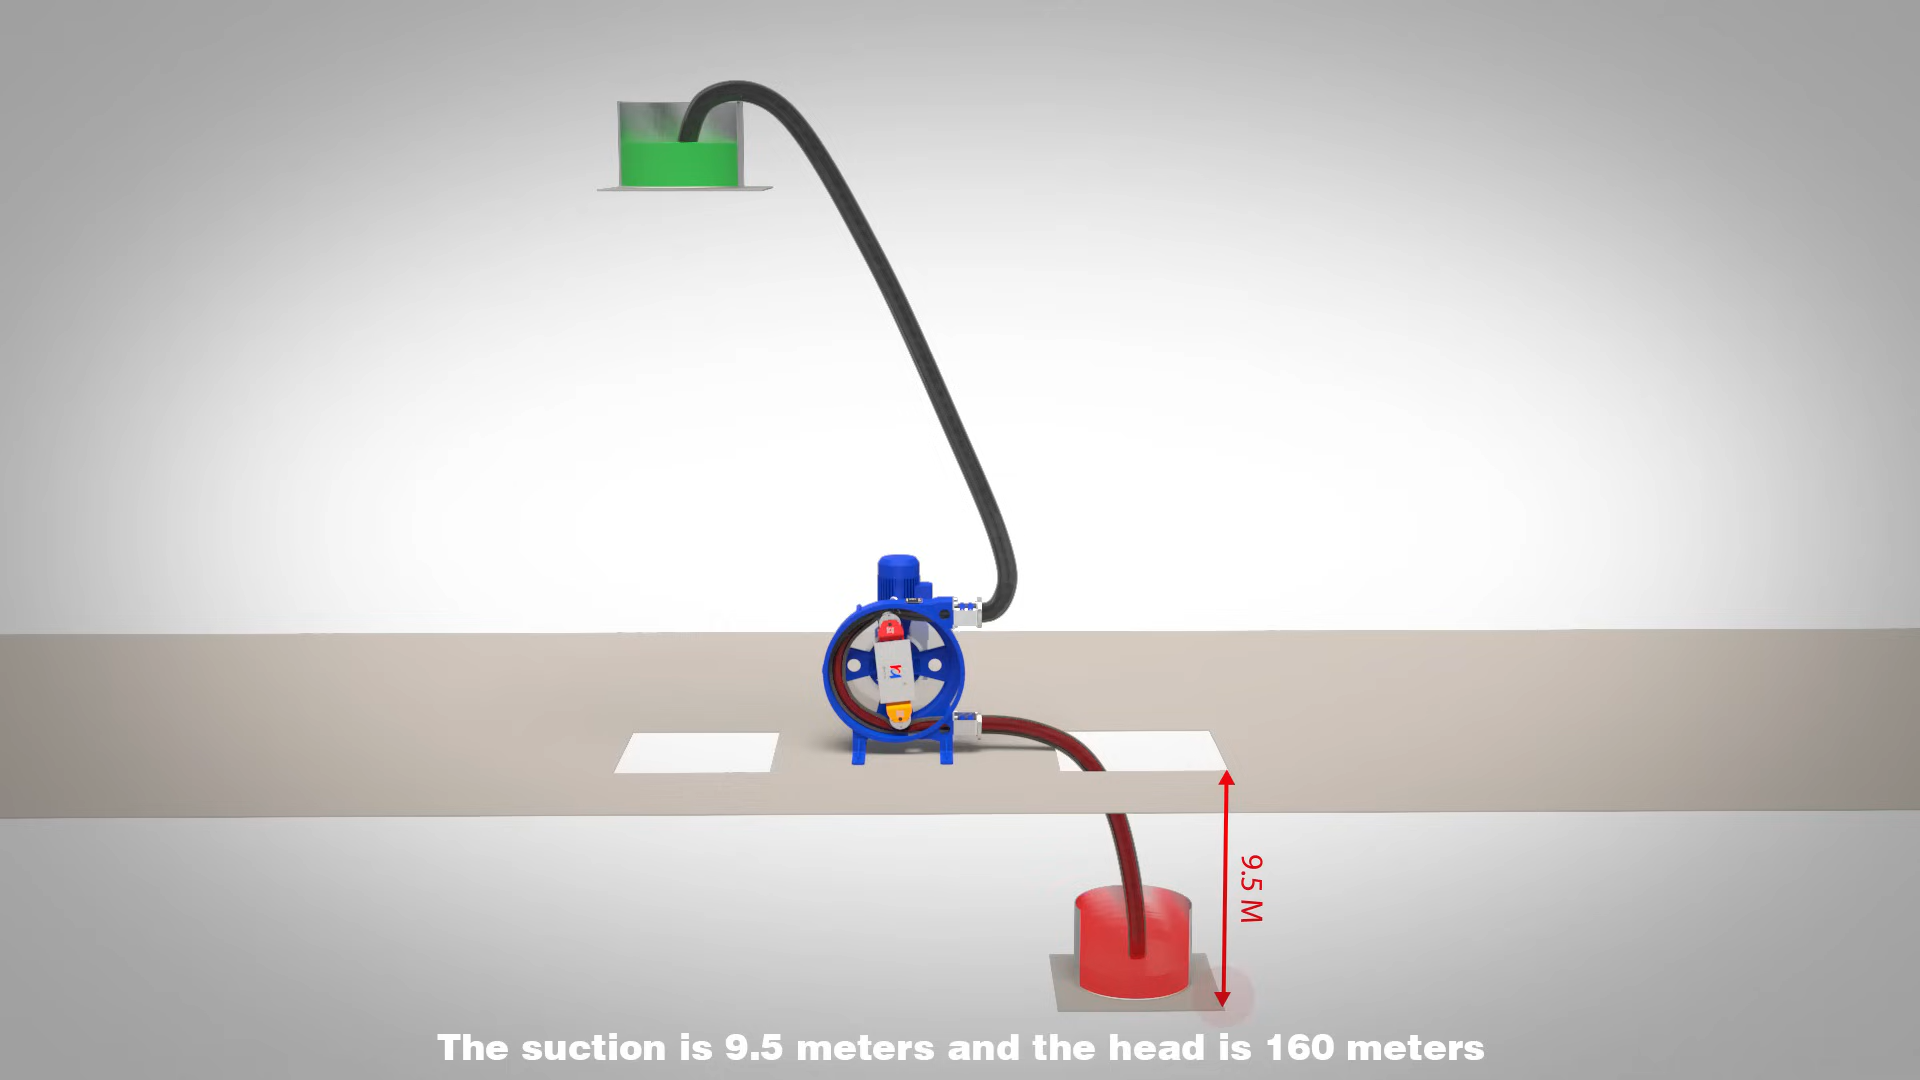 9.5 M
The suction is 9.5 meters and the head is 160 meters